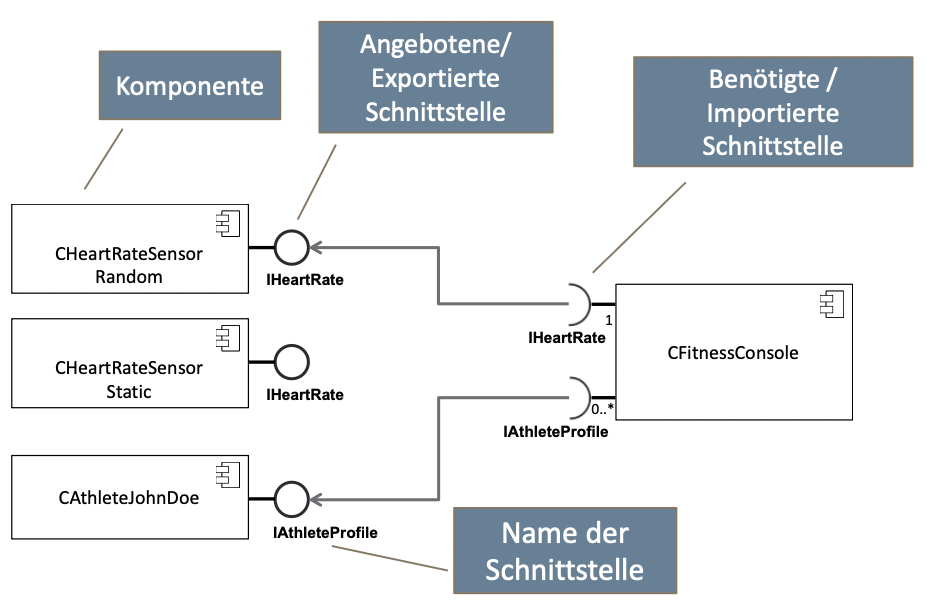 Komponente
Angebotene/
Exportierte
Schnittstelle
Benötigte /
Importierte
Schnittstelle
CHeartRateSensor
Random
IHeartRate
CHeartRateSensor
Static
IHeartRate
CAthleteJohnDoe
IAthleteProfile
1
IHeartRate
0..*
IAthleteProfile
CFitnessConsole
Name der
Schnittstelle